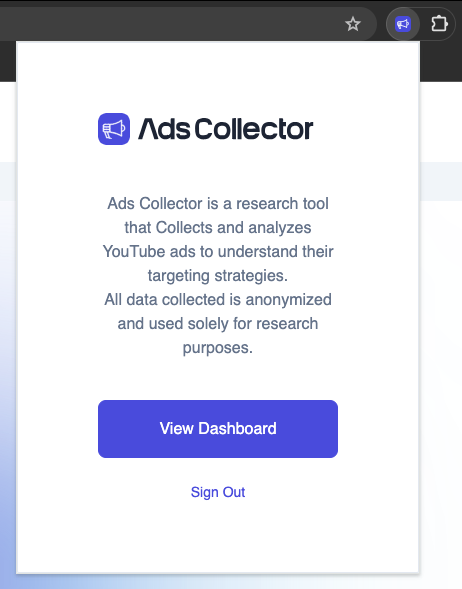 Ads Collector
Ads Collector is a research tool
that Collects and analyzes
YouTube ads to understand their
targeting strategies.
All data collected is anonymized
and used solely for research
purposes.
View Dashboard
Sign Out